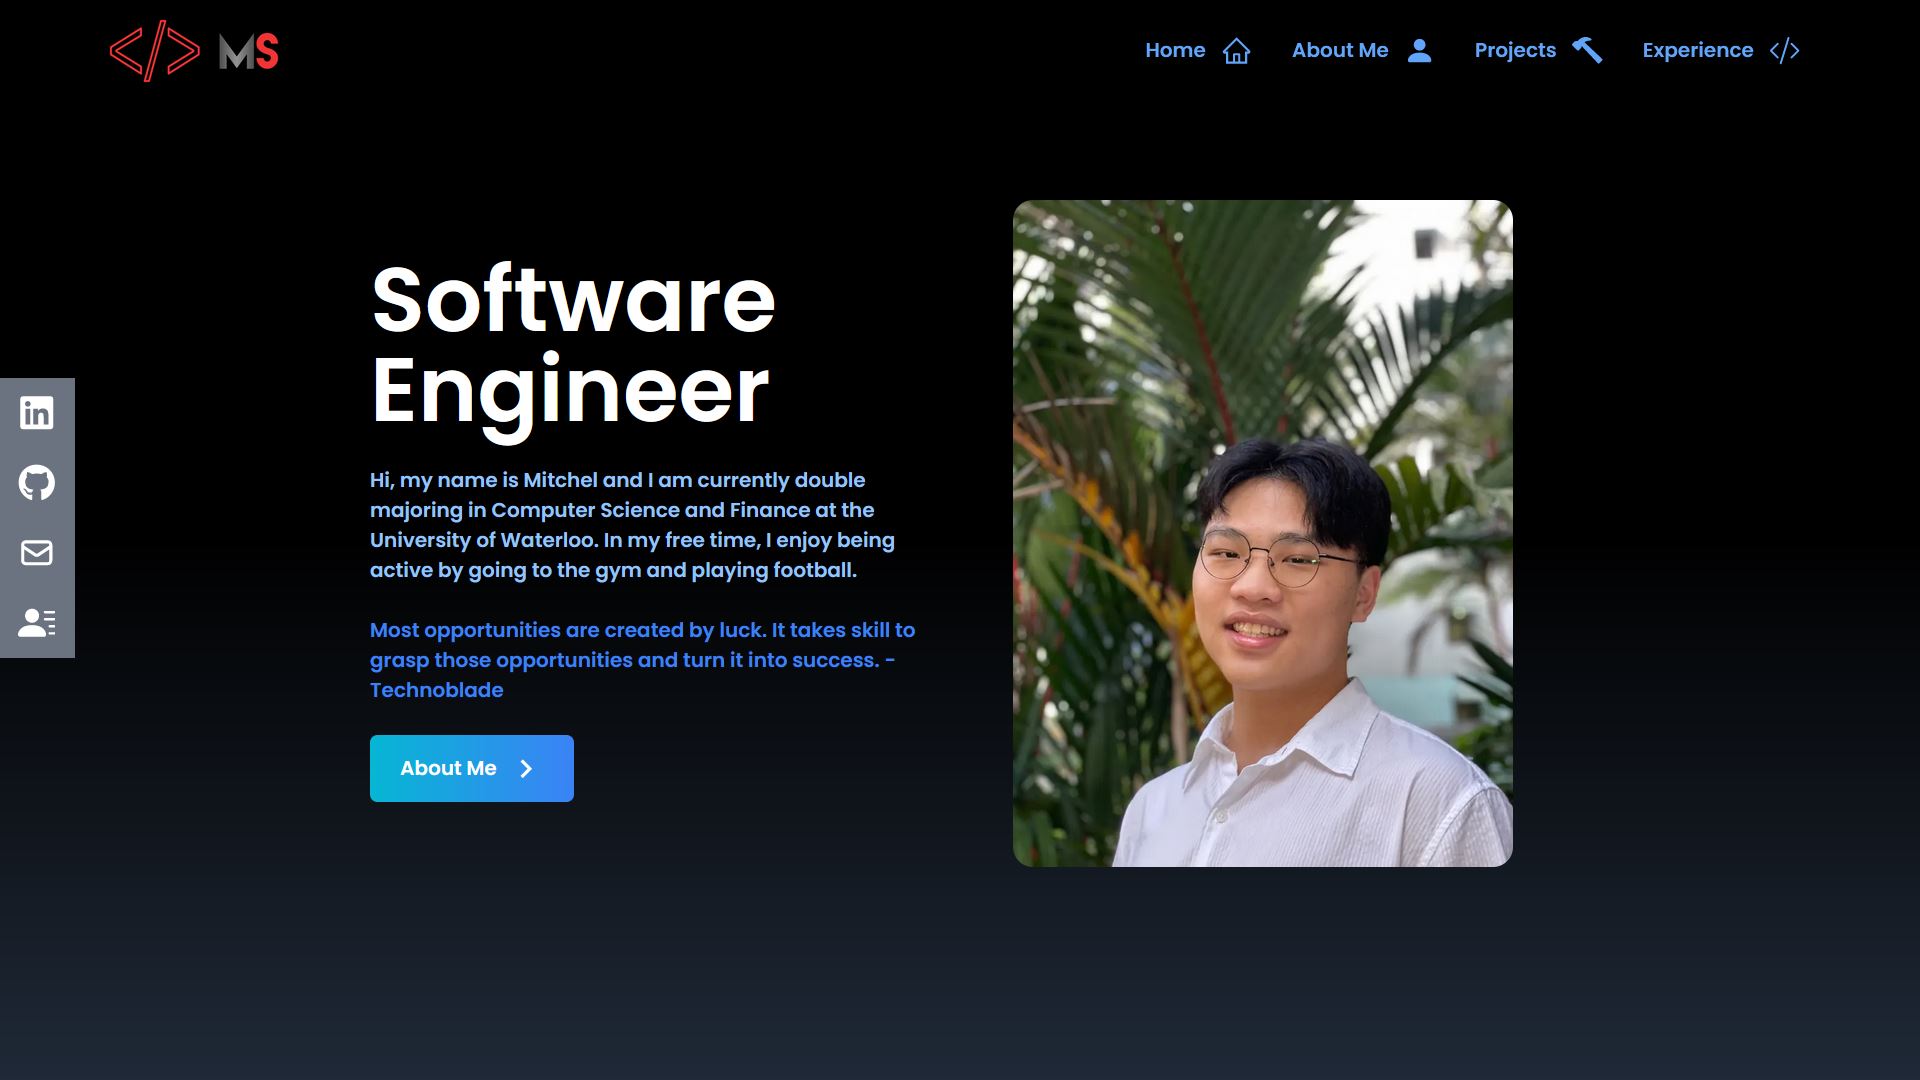 </> MS
Home
About Me
Projects
Experience
Software
Engineer
Hi, my name is Mitchel and I am currently double
majoring in Computer Science and Finance at the
University of Waterloo. In my free time, I enjoy being
active by going to the gym and playing football.
Most opportunities are created by luck. It takes skill to
grasp those opportunities and turn it into success. -
Technoblade
About Me
in